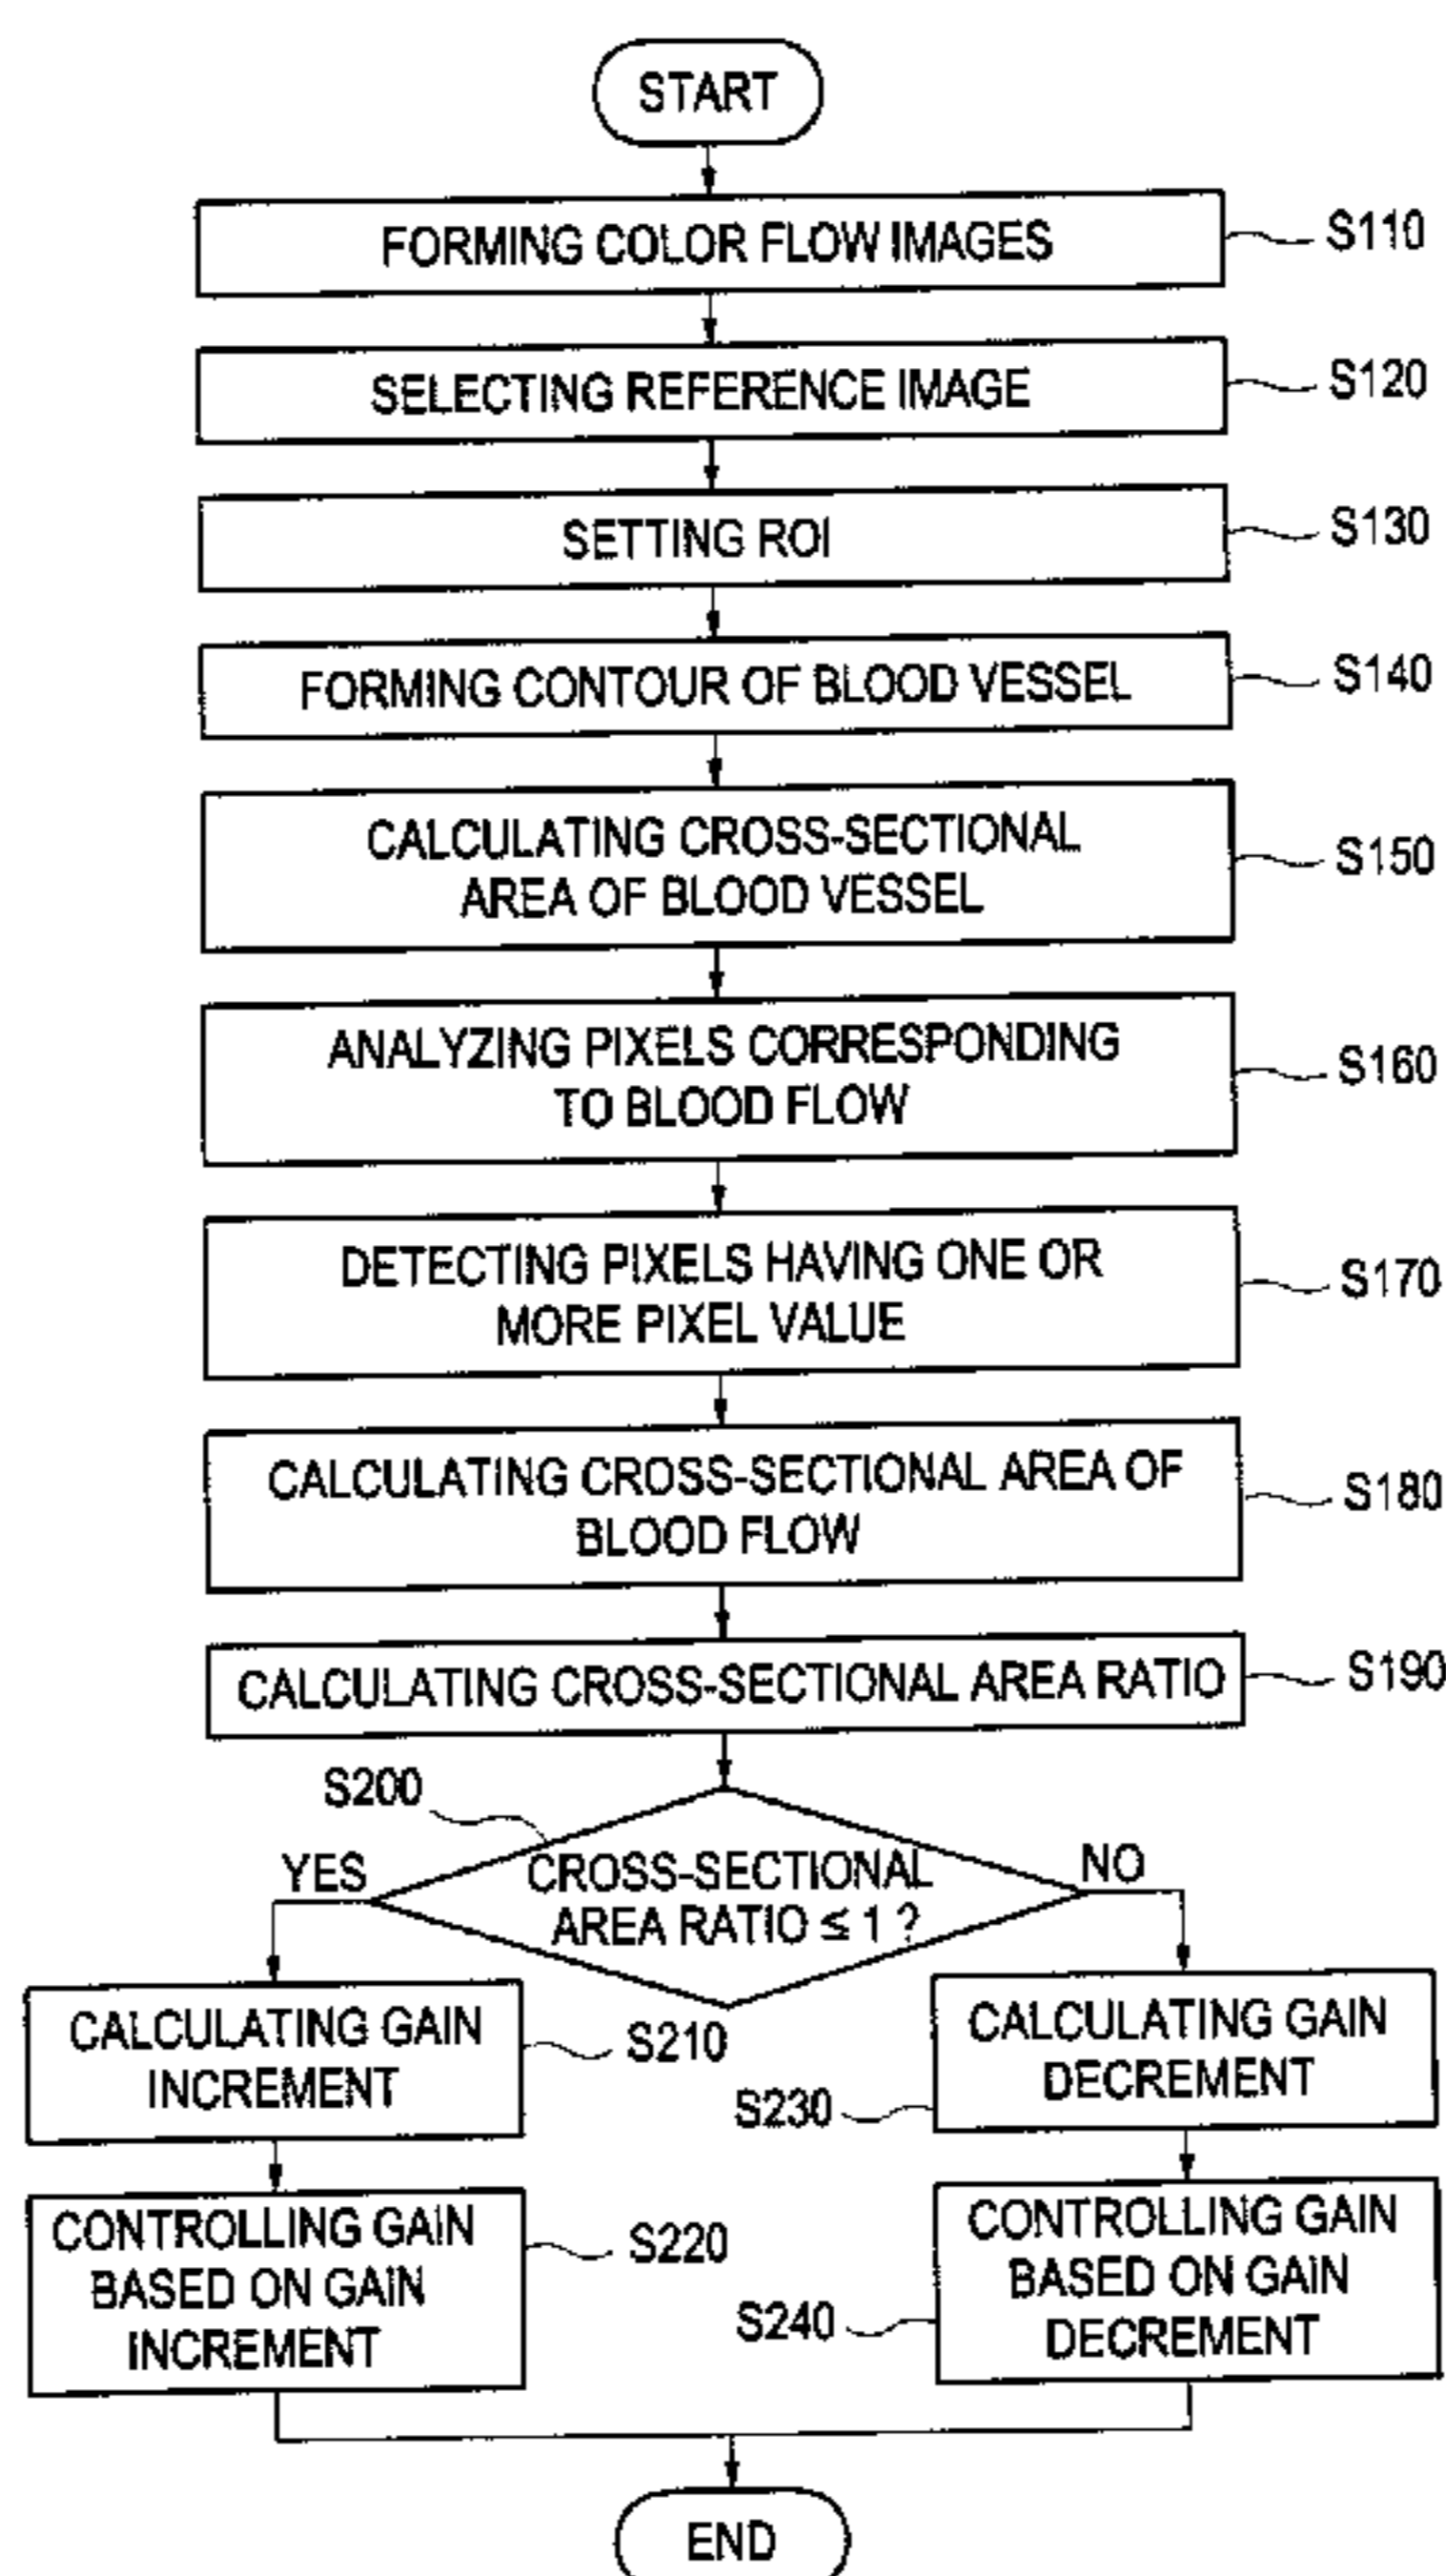 START
FORMING COLOR FLOW IMAGES
S110
SELECTING REFERENCE IMAGE
S120
SETTING ROI
S130
FORMING CONTOUR OF BLOOD VESSEL
S140
CALCULATING CROSS-SECTIONAL
AREA OF BLOOD VESSEL
S150
ANALYZING PIXELS CORRESPONDING
TO BLOOD FLOW
S160
DETECTING PIXELS HAVING ONE OR
MORE PIXEL VALUE
S170
CALCULATING CROSS-SECTIONAL AREA OF
BLOOD FLOW
S180
CALCULATING CROSS-SECTIONAL AREA RATIO
S190
S200
YES
CROSS-SECTIONAL
AREA RATIO ≤ 1 ?
NO
CALCULATING GAIN
INCREMENT
S210
CALCULATING GAIN
DECREMENT
S230
CONTROLLING GAIN
BASED ON GAIN
INCREMENT
S220
CONTROLLING GAIN
BASED ON GAIN
DECREMENT
S240
END